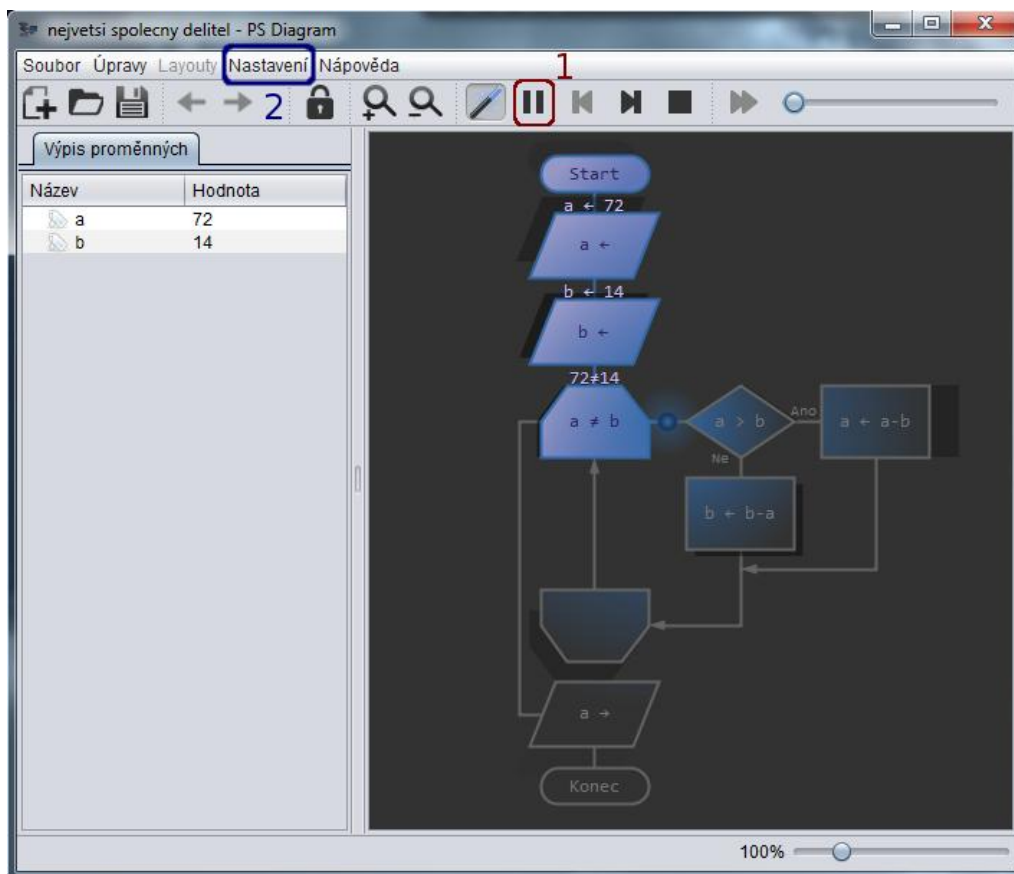 nejvetsi spolecny delitel - PS Diagram
Soubor Úpravy Layouty Nastavení Nápověda
1
2
Výpis proměnných
Název Hodnota
a 72
b 14
Start
a ← 72
a ←
b ← 14
b ←
72≠14
a ≠ b
a > b
Ano
a ← a-b
Ne
b ← b-a
a →
Konec
100%